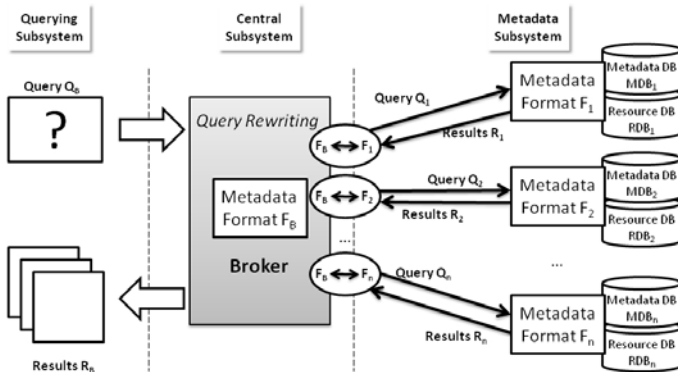 Querying
Subsystem
Central
Subsystem
Metadata
Subsystem
Query Q_B
?
Query Rewriting
Metadata
Format F_B
Broker
F_B ↔ F_1
F_B ↔ F_2
...
F_B ↔ F_n
Query Q_1
Results R_1
Query Q_2
Results R_2
Query Q_n
Results R_n
Metadata
Format F_1
Metadata DB
MDB_1
Resource DB
RDB_1
Metadata
Format F_2
Metadata DB
MDB_2
Resource DB
RDB_2
...
Metadata
Format F_n
Metadata DB
MDB_n
Resource DB
RDB_n
Results R_B